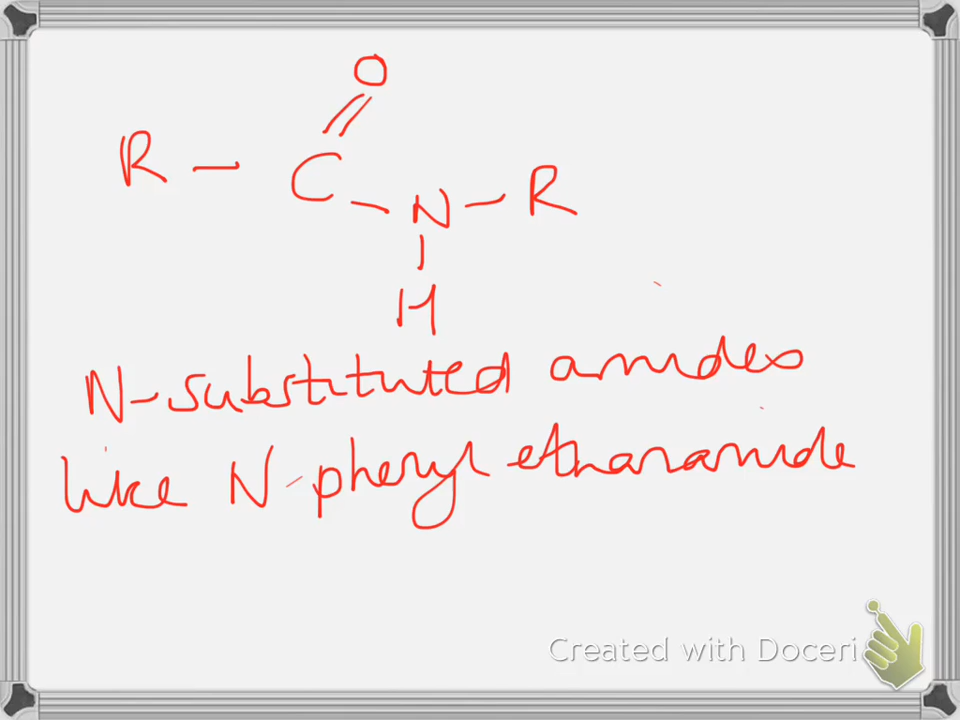 O
R - C - N - R
H
N-substituted amides
like N-phenyl ethanamide
Created with Doceri